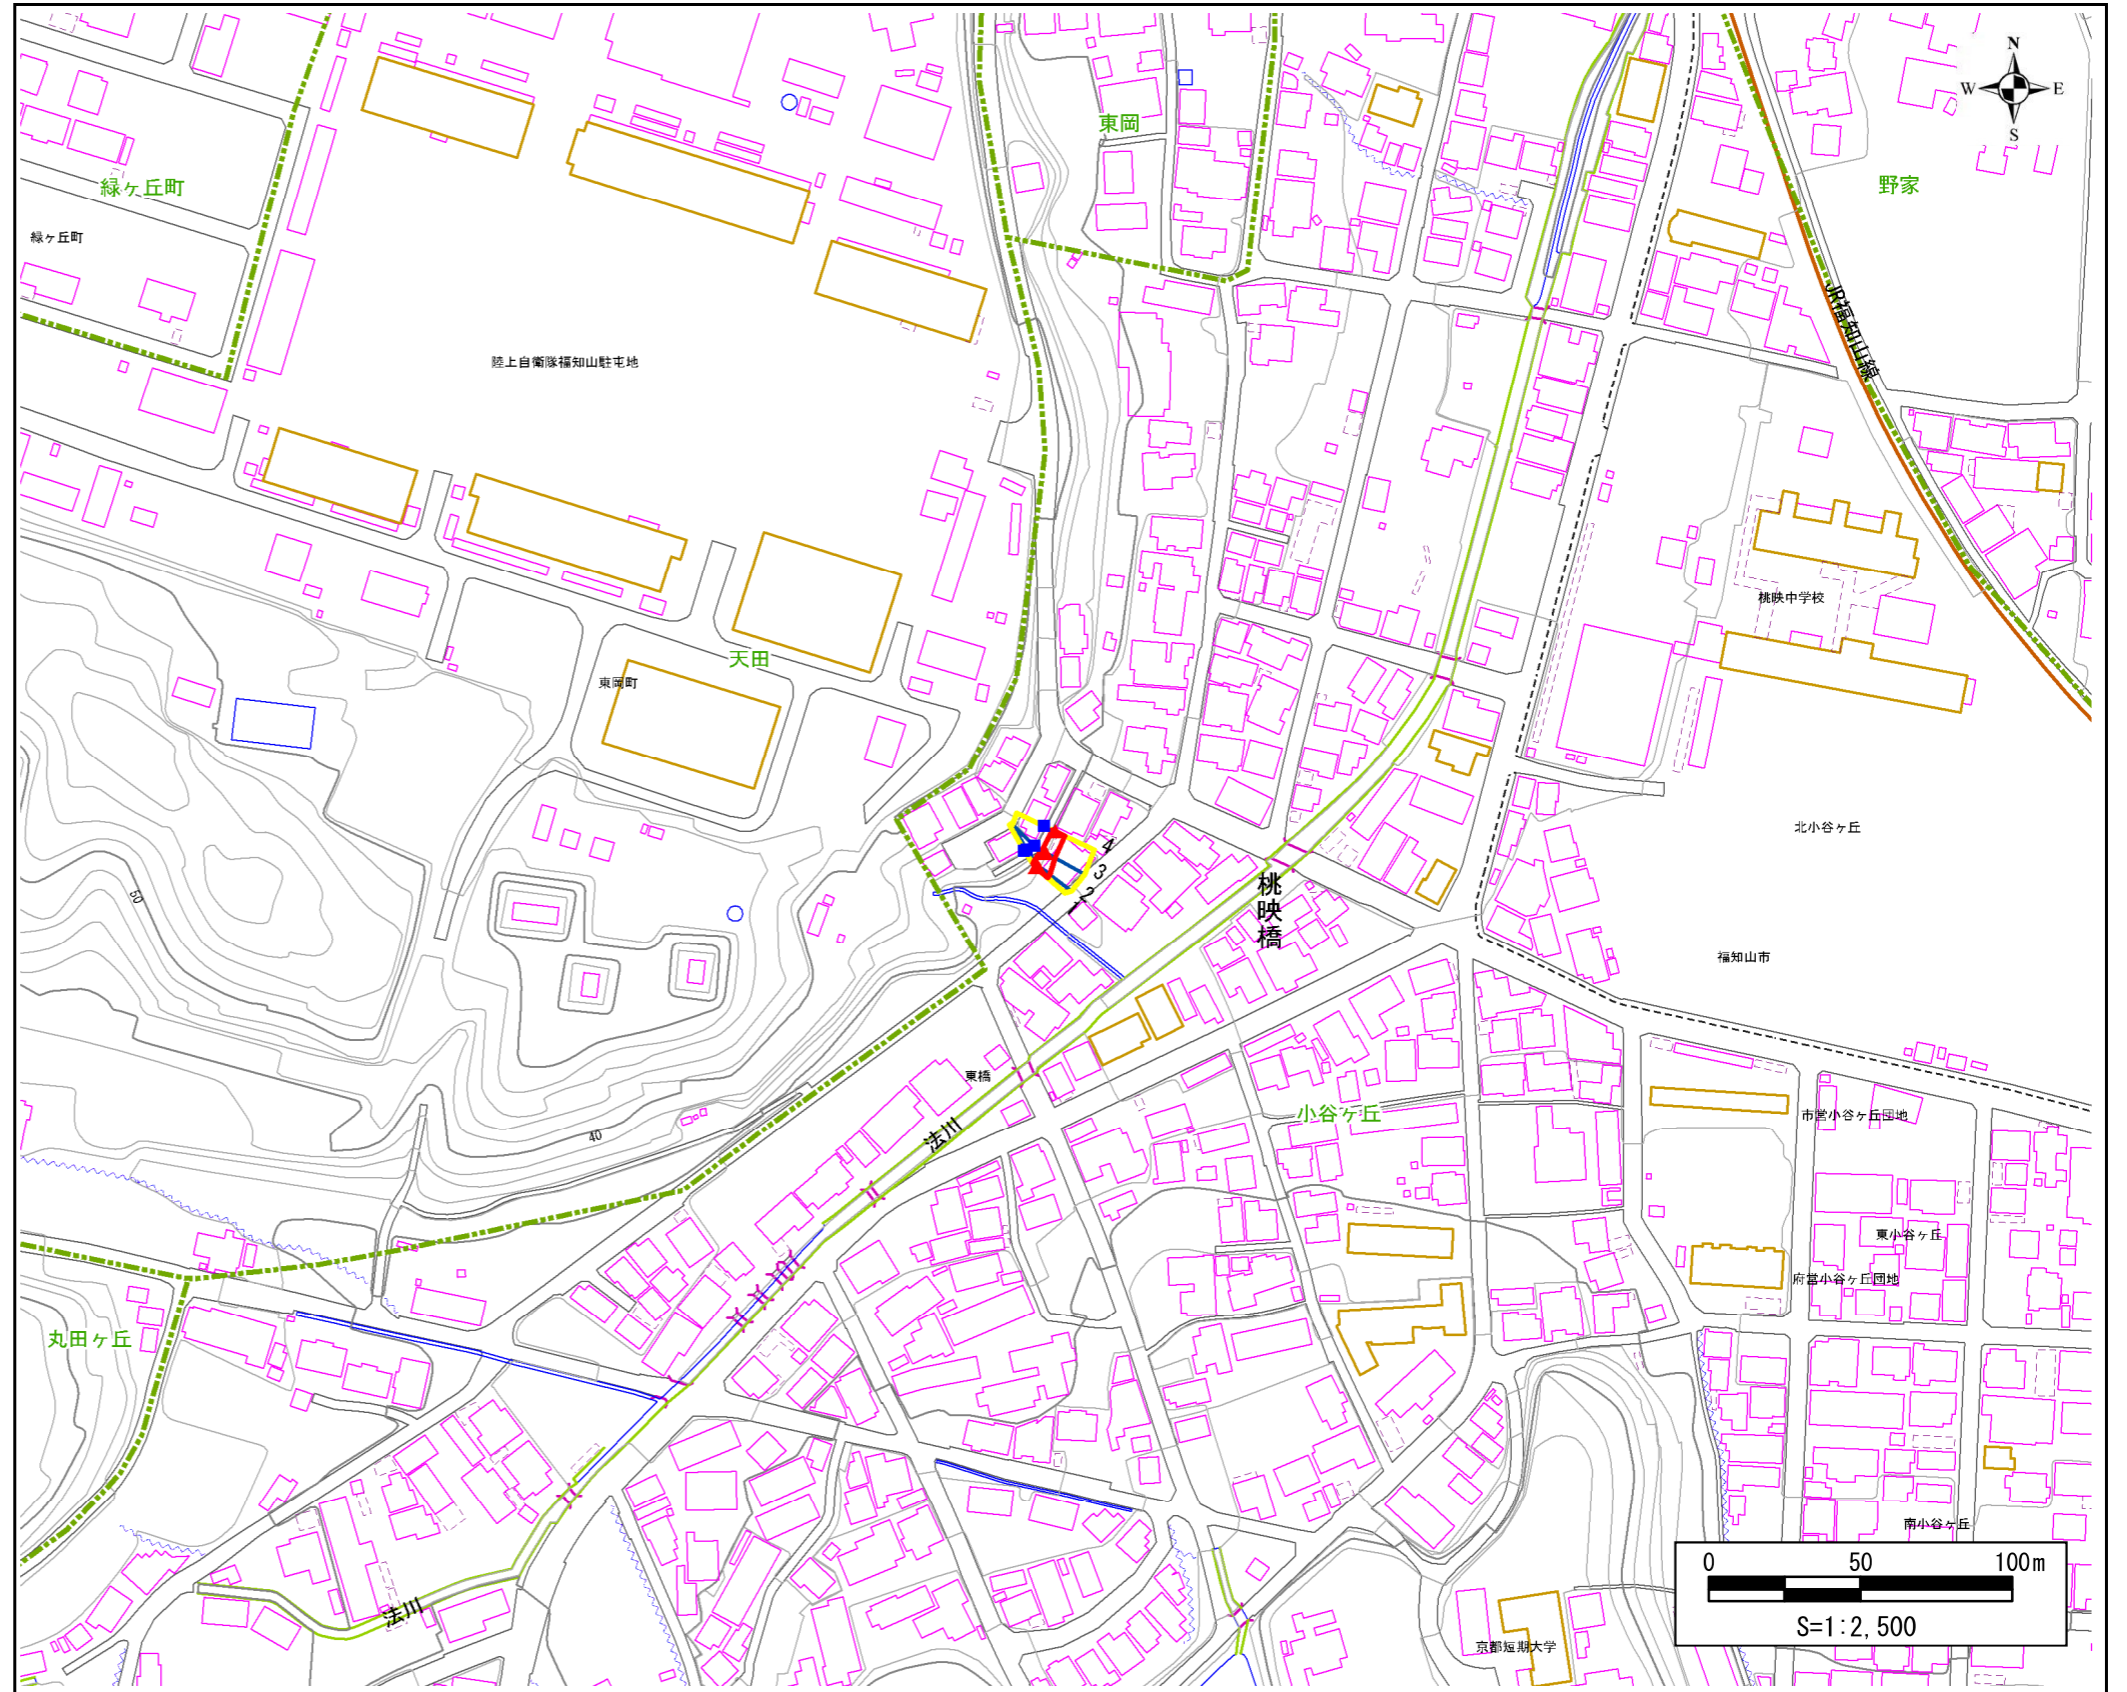 N
W E
S
東岡
緑ヶ丘町
野家
緑ヶ丘町
JR福知山線
陸上自衛隊福知山駐屯地
桃映中学校
天田
東岡町
北小谷ヶ丘
4
3
2
1
桃映橋
50
福知山市
東橋
小谷ヶ丘
市営小谷ヶ丘団地
法川
40
東小谷ヶ丘
府営小谷ヶ丘団地
丸田ヶ丘
南小谷ヶ丘
0 50 100m
S=1:2,500
法川
京都短期大学